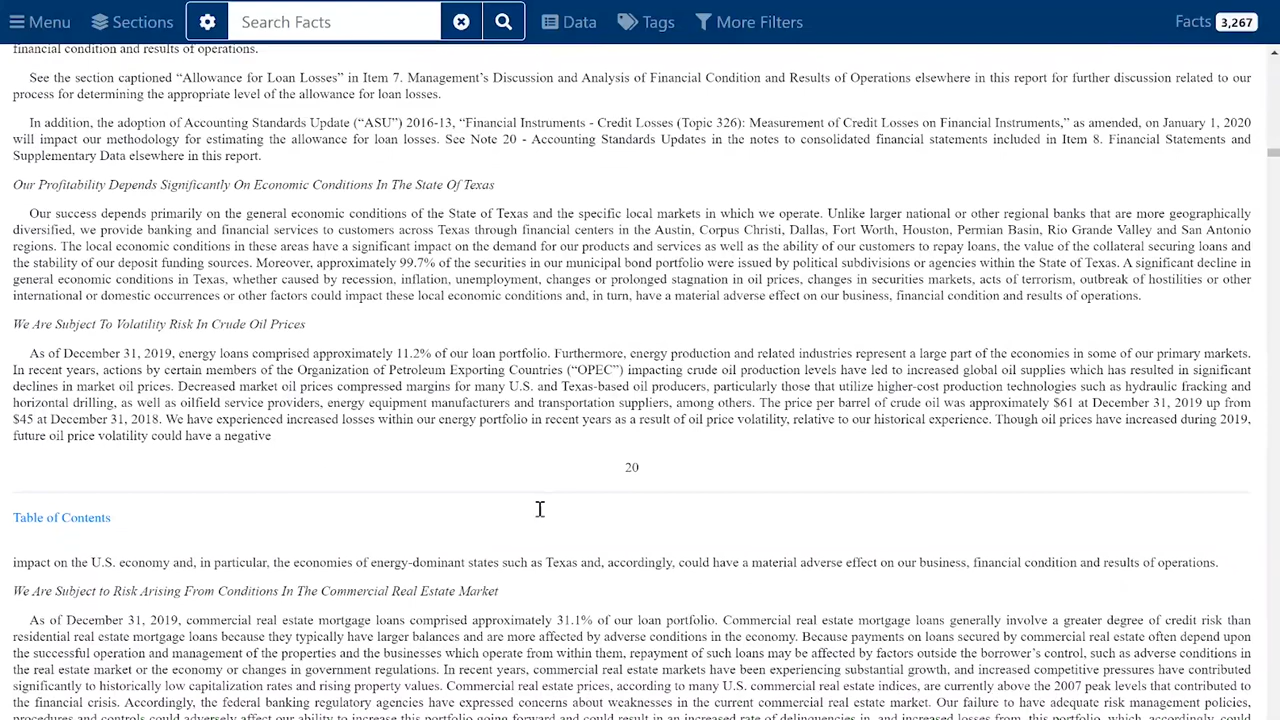 Menu Sections Search Facts Data Tags More Filters Facts 3,267
financial condition and results of operations.
See the section captioned “Allowance for Loan Losses” in Item 7. Management’s Discussion and Analysis of Financial Condition and Results of Operations elsewhere in this report for further discussion related to our
process for determining the appropriate level of the allowance for loan losses.
In addition, the adoption of Accounting Standards Update (“ASU”) 2016-13, “Financial Instruments - Credit Losses (Topic 326): Measurement of Credit Losses on Financial Instruments,” as amended, on January 1, 2020
will impact our methodology for estimating the allowance for loan losses. See Note 20 - Accounting Standards Updates in the notes to consolidated financial statements included in Item 8. Financial Statements and
Supplementary Data elsewhere in this report.
Our Profitability Depends Significantly On Economic Conditions In The State Of Texas
Our success depends primarily on the general economic conditions of the State of Texas and the specific local markets in which we operate. Unlike larger national or other regional banks that are more geographically
diversified, we provide banking and financial services to customers across Texas through financial centers in the Austin, Corpus Christi, Dallas, Fort Worth, Houston, Permian Basin, Rio Grande Valley and San Antonio
regions. The local economic conditions in these areas have a significant impact on the demand for our products and services as well as the ability of our customers to repay loans, the value of the collateral securing loans and
the stability of our deposit funding sources. Moreover, approximately 99.7% of the securities in our municipal bond portfolio were issued by political subdivisions or agencies within the State of Texas. A significant decline in
general economic conditions in Texas, whether caused by recession, inflation, unemployment, changes or prolonged stagnation in oil prices, changes in securities markets, acts of terrorism, outbreak of hostilities or other
international or domestic occurrences or other factors could impact these local economic conditions and, in turn, have a material adverse effect on our business, financial condition and results of operations.
We Are Subject To Volatility Risk In Crude Oil Prices
As of December 31, 2019, energy loans comprised approximately 11.2% of our loan portfolio. Furthermore, energy production and related industries represent a large part of the economies in some of our primary markets.
In recent years, actions by certain members of the Organization of Petroleum Exporting Countries (“OPEC”) impacting crude oil production levels have led to increased global oil supplies which has resulted in significant
declines in market oil prices. Decreased market oil prices compressed margins for many U.S. and Texas-based oil producers, particularly those that utilize higher-cost production technologies such as hydraulic fracking and
horizontal drilling, as well as oilfield service providers, energy equipment manufacturers and transportation suppliers, among others. The price per barrel of crude oil was approximately $61 at December 31, 2019 up from
$45 at December 31, 2018. We have experienced increased losses within our energy portfolio in recent years as a result of oil price volatility, relative to our historical experience. Though oil prices have increased during 2019,
future oil price volatility could have a negative
20
Table of Contents
impact on the U.S. economy and, in particular, the economies of energy-dominant states such as Texas and, accordingly, could have a material adverse effect on our business, financial condition and results of operations.
We Are Subject to Risk Arising From Conditions In The Commercial Real Estate Market
As of December 31, 2019, commercial real estate mortgage loans comprised approximately 31.1% of our loan portfolio. Commercial real estate mortgage loans generally involve a greater degree of credit risk than
residential real estate mortgage loans because they typically have larger balances and are more affected by adverse conditions in the economy. Because payments on loans secured by commercial real estate often depend upon
the successful operation and management of the properties and the businesses which operate from within them, repayment of such loans may be affected by factors outside the borrower’s control, such as adverse conditions in
the real estate market or the economy or changes in government regulations. In recent years, commercial real estate markets have been experiencing substantial growth, and increased competitive pressures have contributed
significantly to historically low capitalization rates and rising property values. Commercial real estate prices, according to many U.S. commercial real estate indices, are currently above the 2007 peak levels that contributed to
the financial crisis. Accordingly, the federal banking regulatory agencies have expressed concerns about weaknesses in the current commercial real estate market. Our failure to have adequate risk management policies,
procedures and controls could adversely affect our ability to increase this portfolio going forward and could result in an increased rate of delinquencies in, and increased losses from, this portfolio, which, accordingly, could